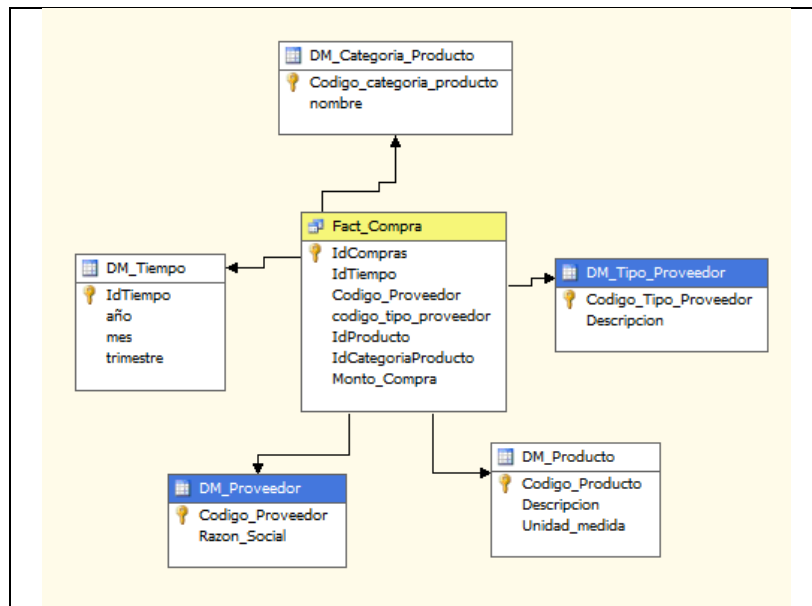 DM_Categoria_Producto
Codigo_categoria_producto
nombre
Fact_Compra
IdCompras
IdTiempo
Codigo_Proveedor
codigo_tipo_proveedor
IdProducto
IdCategoriaProducto
Monto_Compra
DM_Tiempo
IdTiempo
año
mes
trimestre
DM_Tipo_Proveedor
Codigo_Tipo_Proveedor
Descripcion
DM_Proveedor
Codigo_Proveedor
Razon_Social
DM_Producto
Codigo_Producto
Descripcion
Unidad_medida